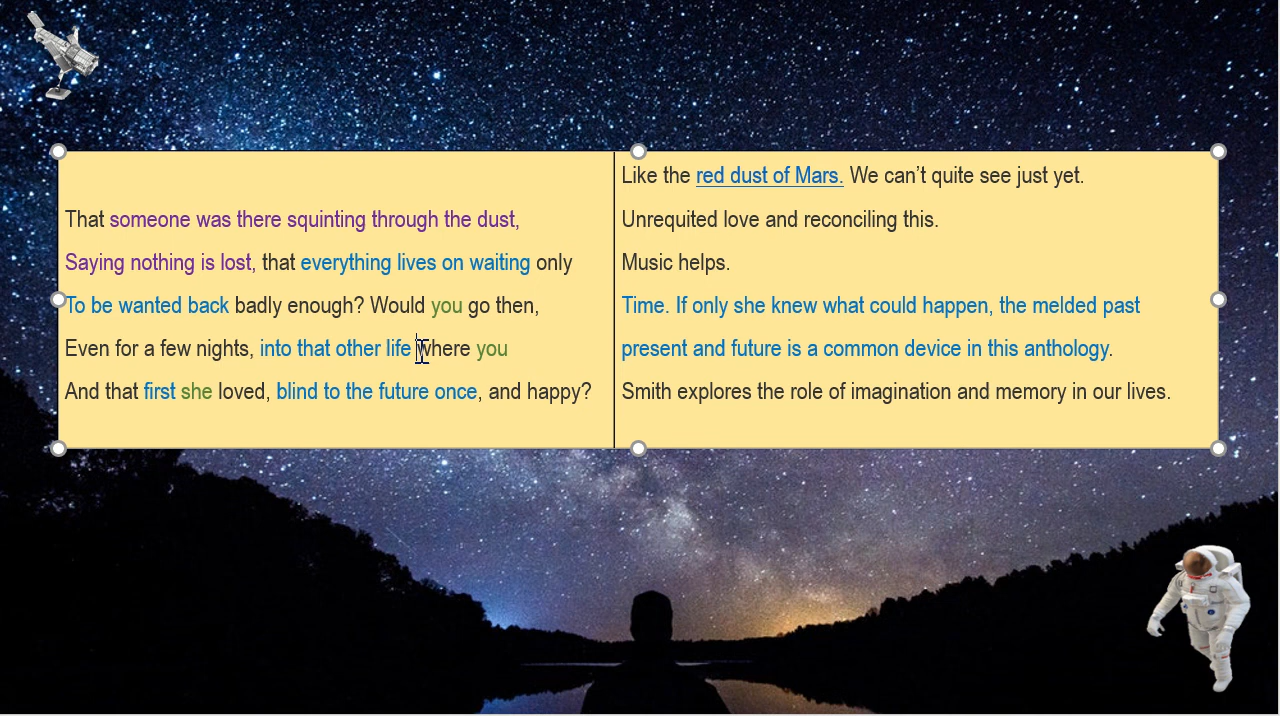 That someone was there squinting through the dust,
Saying nothing is lost, that everything lives on waiting only
To be wanted back badly enough? Would you go then,
Even for a few nights, into that other life where you
And that first she loved, blind to the future once, and happy?
Like the red dust of Mars. We can’t quite see just yet.
Unrequited love and reconciling this.
Music helps.
Time. If only she knew what could happen, the melded past
present and future is a common device in this anthology.
Smith explores the role of imagination and memory in our lives.